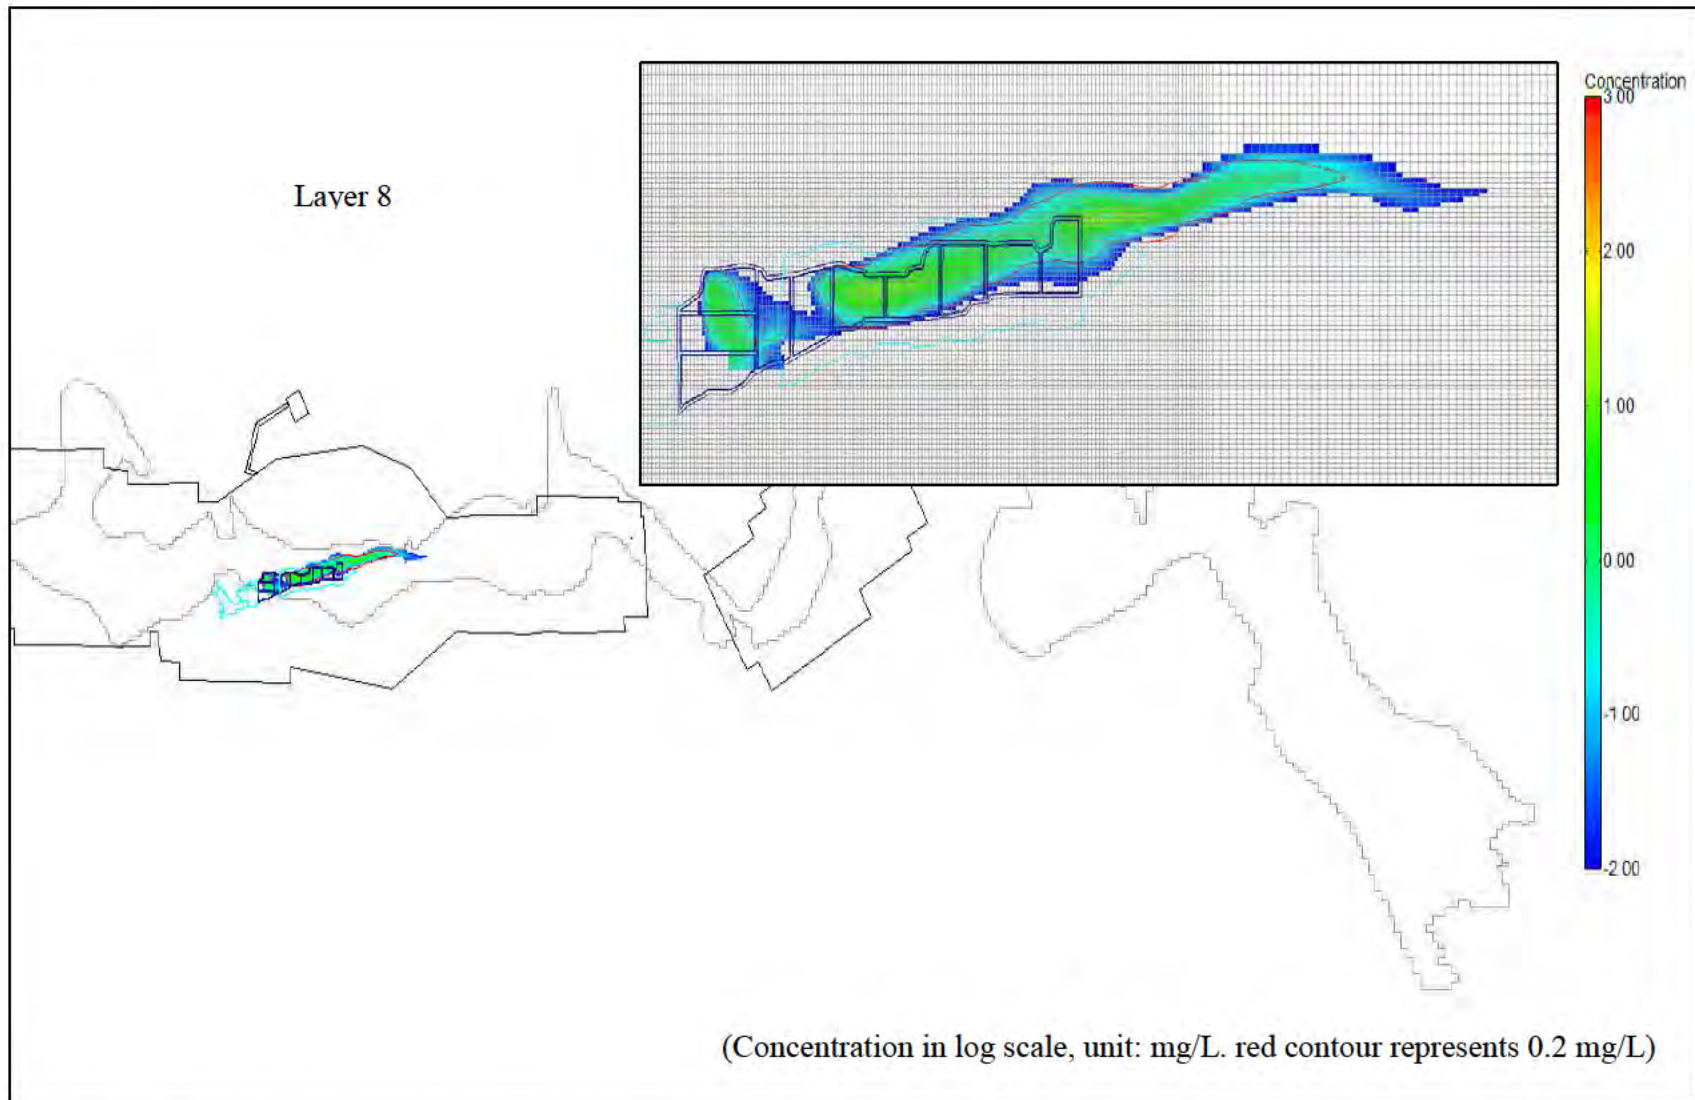 Concentration
3.00
Layer 8
2.00
1.00
0.00
-1.00
-2.00
(Concentration in log scale, unit: mg/L. red contour represents 0.2 mg/L)